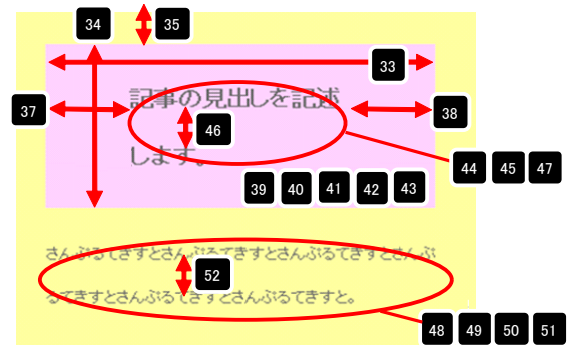 34 35
33
37 記事の見出しを記述 38
46
します。
44 45 47
39 40 41 42 43
さんぷるてきすとさんぷるてきすとさんぷるてきすとさんぷ
52
るてきすとさんぷるてきすとさんぷるてきすと。
48 49 50 51